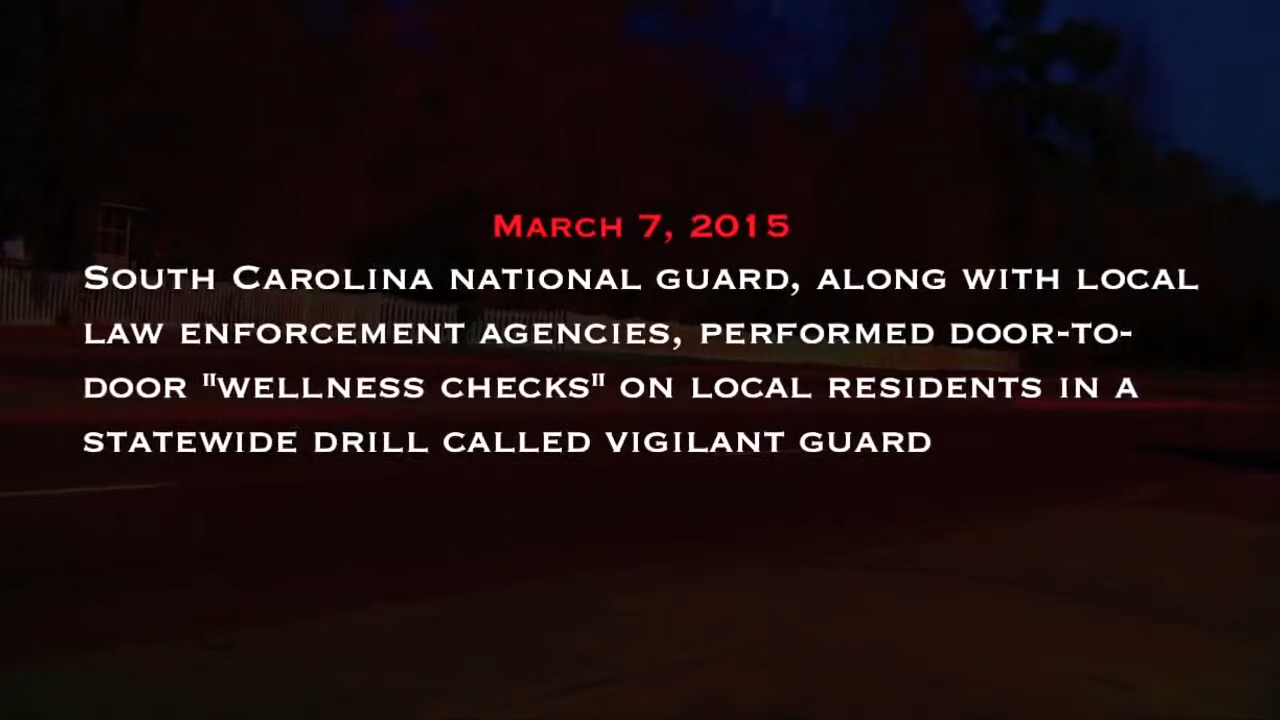 March 7, 2015
South Carolina national guard, along with local
law enforcement agencies, performed door-to-
door "wellness checks" on local residents in a
statewide drill called vigilant guard